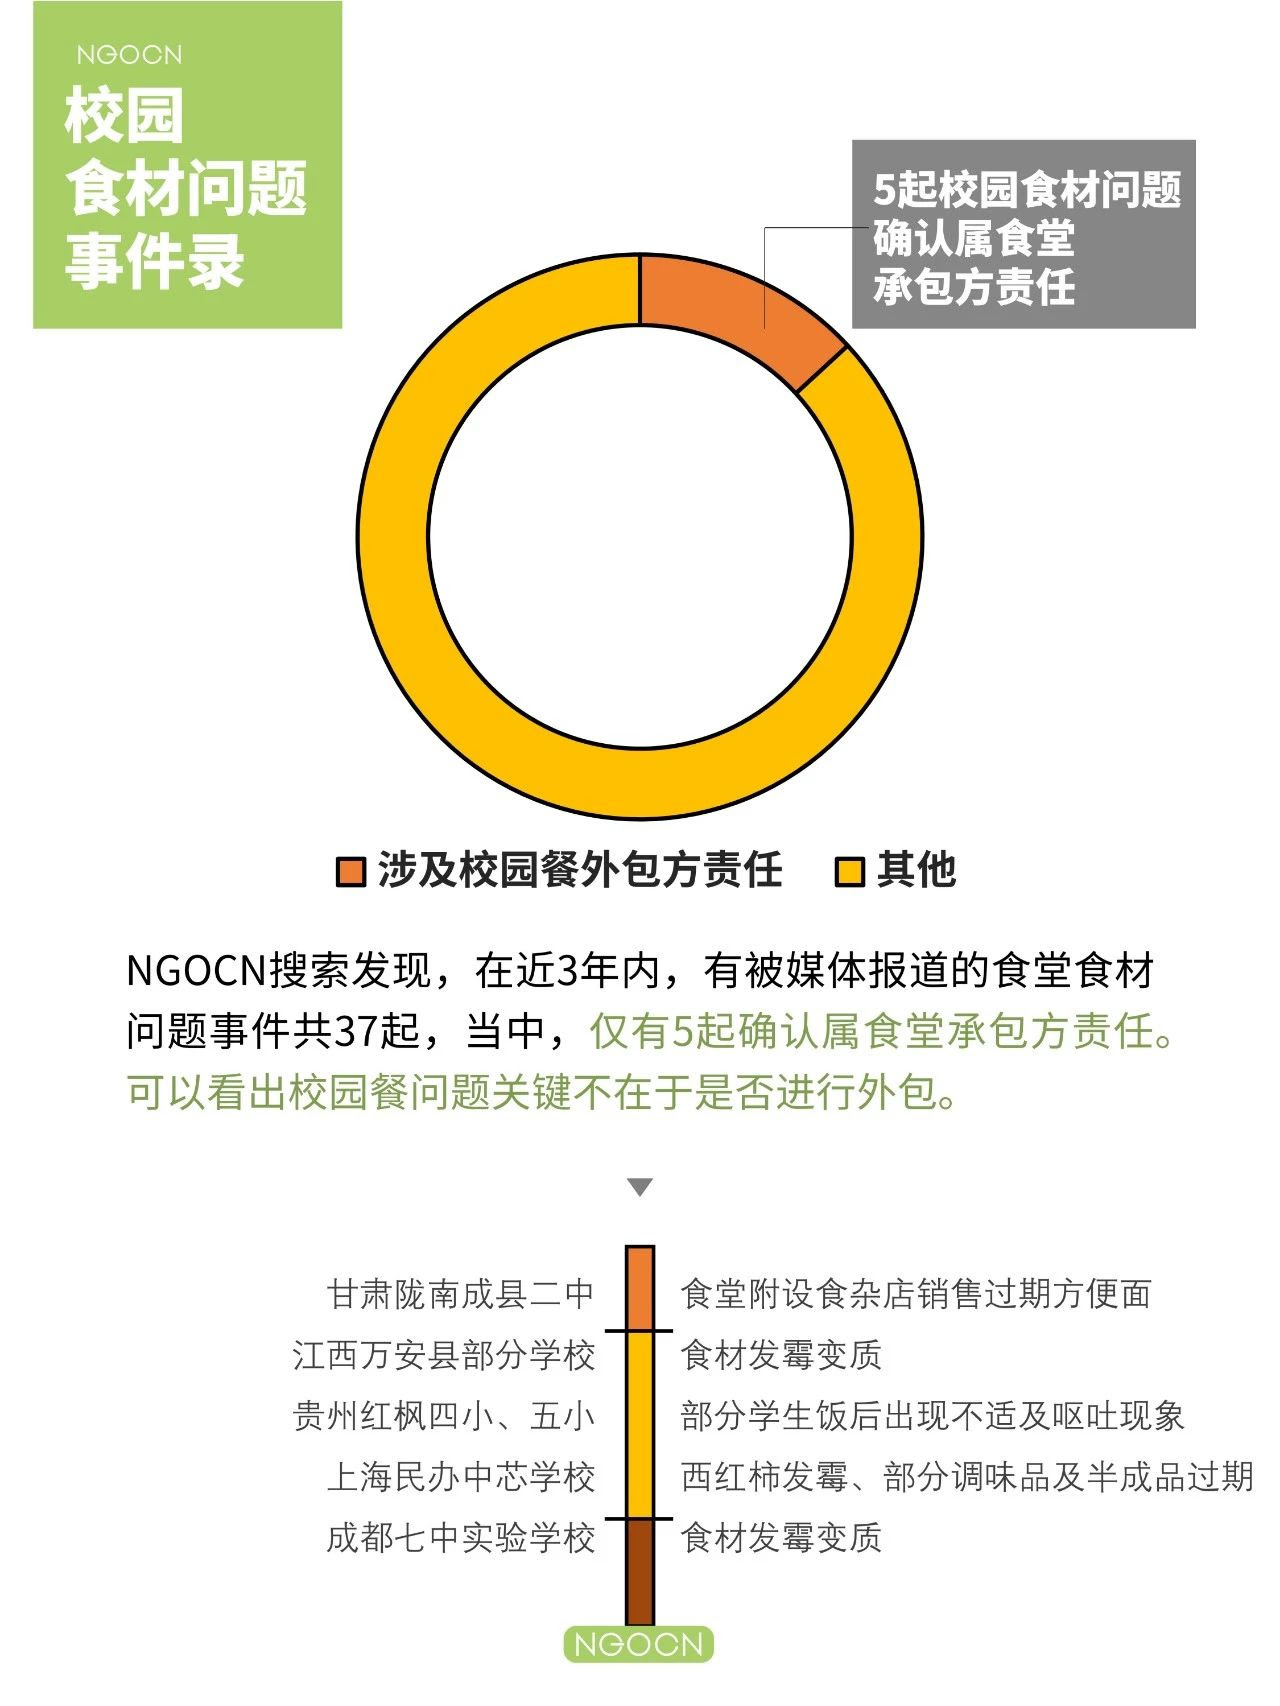 NGOCN
校园
食材问题
事件录
5起校园食材问题
确认属食堂
承包方责任
涉及校园餐外包方责任
其他
NGOCN搜索发现，在近3年内，有被媒体报道的食堂食材
问题事件共37起，当中，仅有5起确认属食堂承包方责任。
可以看出校园餐问题关键不在于是否进行外包。
甘肃陇南成县二中 食堂附设食杂店销售过期方便面
江西万安县部分学校 食材发霉变质
贵州红枫四小、五小 部分学生饭后出现不适及呕吐现象
上海民办中芯学校 西红柿发霉、部分调味品及半成品过期
成都七中实验学校 食材发霉变质
NGOCN